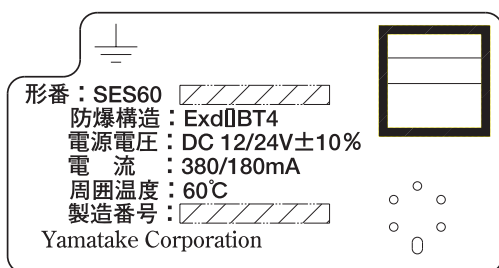 形番：SES60
防爆構造：ExdⅡBT4
電源電圧：DC 12/24V±10%
電 流：380/180mA
周囲温度：60℃
製造番号：
Yamatake Corporation